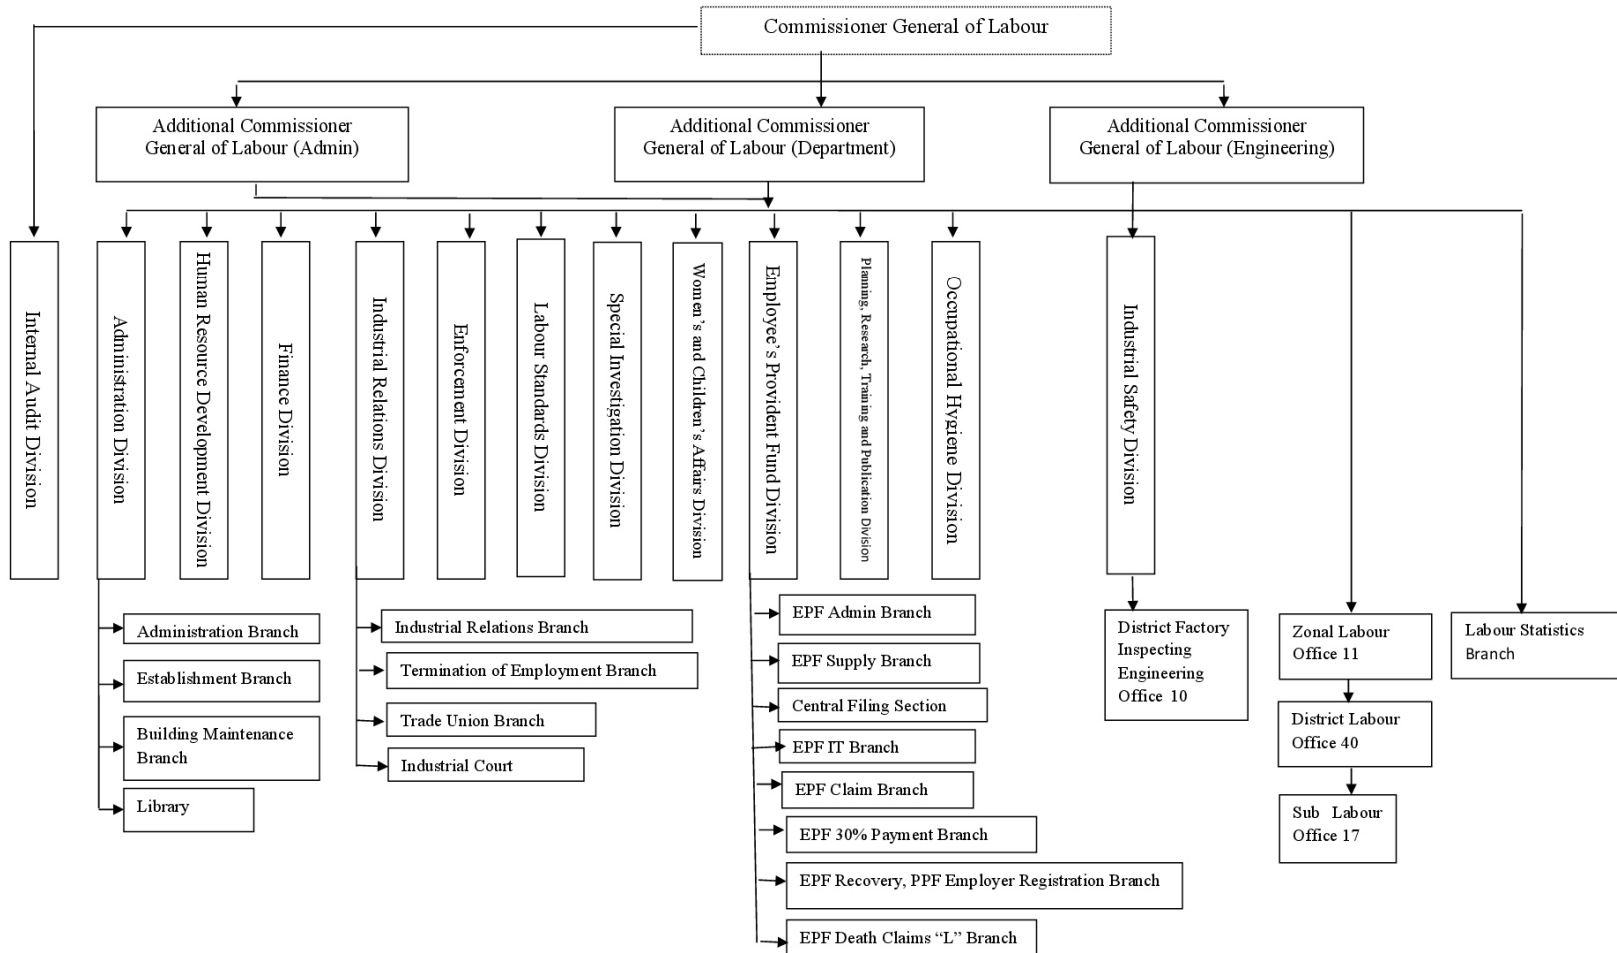 Commissioner General of Labour
Additional Commissioner
General of Labour (Admin)
Additional Commissioner
General of Labour (Department)
Additional Commissioner
General of Labour (Engineering)
Internal Audit Division
Administration Division
Human Resource Development Division
Finance Division
Industrial Relations Division
Enforcement Division
Labour Standards Division
Special Investigation Division
Women’s and Children’s Affairs Division
Employee’s Provident Fund Division
Planning, Research, Training and Publication Division
Occupational Hygiene Division
Industrial Safety Division
Administration Branch
Establishment Branch
Building Maintenance
Branch
Library
Industrial Relations Branch
Termination of Employment Branch
Trade Union Branch
Industrial Court
EPF Admin Branch
EPF Supply Branch
Central Filing Section
EPF IT Branch
EPF Claim Branch
EPF 30% Payment Branch
EPF Recovery, PPF Employer Registration Branch
EPF Death Claims “L” Branch
District Factory
Inspecting
Engineering
Office 10
Zonal Labour
Office 11
District Labour
Office 40
Sub Labour
Office 17
Labour Statistics
Branch